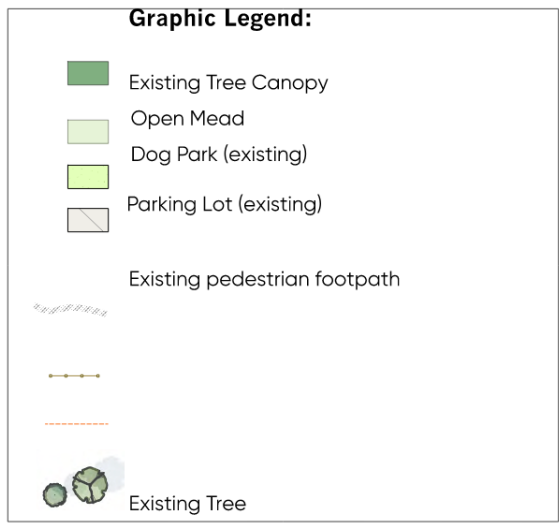 Graphic Legend:
Existing Tree Canopy
Open Mead
Dog Park (existing)
Parking Lot (existing)
Existing pedestrian footpath
Existing Tree